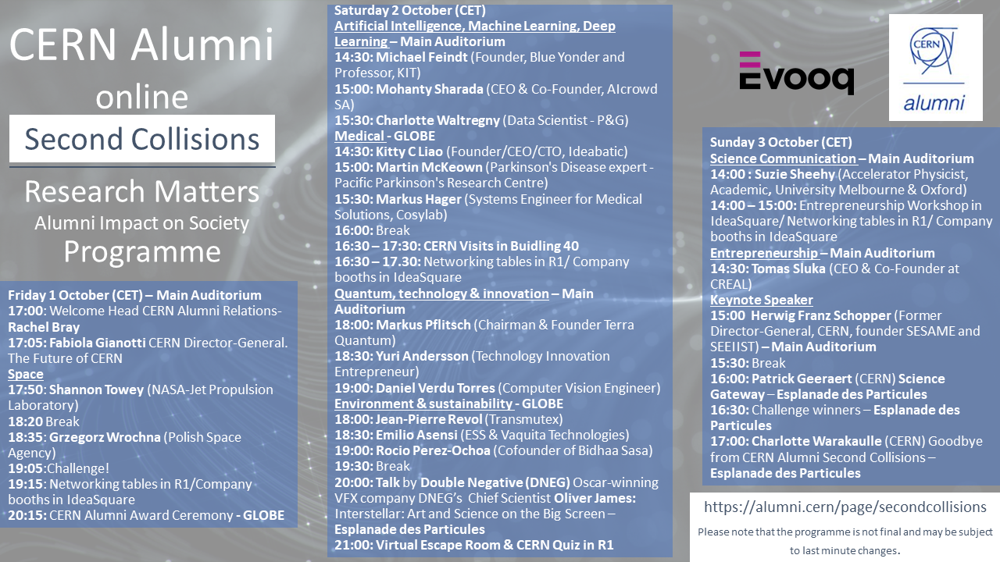 CERN Alumni
online
Second Collisions
Research Matters
Alumni Impact on Society
Programme
Friday 1 October (CET) – Main Auditorium
17:00: Welcome Head CERN Alumni Relations-
Rachel Bray
17:05: Fabiola Gianotti CERN Director-General.
The Future of CERN
Space
17:50: Shannon Towey (NASA-Jet Propulsion
Laboratory)
18:20 Break
18:35: Grzegorz Wrochna (Polish Space
Agency)
19:05:Challenge!
19:15: Networking tables in R1/Company
booths in IdeaSquare
20:15: CERN Alumni Award Ceremony - GLOBE
Saturday 2 October (CET)
Artificial Intelligence, Machine Learning, Deep
Learning – Main Auditorium
14:30: Michael Feindt (Founder, Blue Yonder and
Professor, KIT)
15:00: Mohanty Sharada (CEO & Co-Founder, AIcrowd
SA)
15:30: Charlotte Waltregny (Data Scientist - P&G)
Medical - GLOBE
14:30: Kitty C Liao (Founder/CEO/CTO, Ideabatic)
15:00: Martin McKeown (Parkinson's Disease expert -
Pacific Parkinson's Research Centre)
15:30: Markus Hager (Systems Engineer for Medical
Solutions, Cosylab)
16:00: Break
16:30 – 17:30: CERN Visits in Buidling 40
16:30 – 17.30: Networking tables in R1/ Company
booths in IdeaSquare
Quantum, technology & innovation – Main
Auditorium
18:00: Markus Pflitsch (Chairman & Founder Terra
Quantum)
18:30: Yuri Andersson (Technology Innovation
Entrepreneur)
19:00: Daniel Verdu Torres (Computer Vision Engineer)
Environment & sustainability - GLOBE
18:00: Jean-Pierre Revol (Transmutex)
18:30: Emilio Asensi (ESS & Vaquita Technologies)
19:00: Rocio Perez-Ochoa (Cofounder of Bidhaa Sasa)
19:30: Break
20:00: Talk by Double Negative (DNEG) Oscar-winning
VFX company DNEG’s Chief Scientist Oliver James:
Interstellar: Art and Science on the Big Screen –
Esplanade des Particules
21:00: Virtual Escape Room & CERN Quiz in R1
Evooq
CERN
alumni
Sunday 3 October (CET)
Science Communication – Main Auditorium
14:00 : Suzie Sheehy (Accelerator Physicist,
Academic, University Melbourne & Oxford)
14:00 – 15:00: Entrepreneurship Workshop in
IdeaSquare/ Networking tables in R1/ Company
booths in IdeaSquare
Entrepreneurship – Main Auditorium
14:30: Tomas Sluka (CEO & Co-Founder at
CREAL)
Keynote Speaker
15:00 Herwig Franz Schopper (Former
Director-General, CERN, founder SESAME and
SEEIIST) – Main Auditorium
15:30: Break
16:00: Patrick Geeraert (CERN) Science
Gateway – Esplanade des Particules
16:30: Challenge winners – Esplanade des
Particules
17:00: Charlotte Warakaulle (CERN) Goodbye
from CERN Alumni Second Collisions –
Esplanade des Particules
https://alumni.cern/page/secondcollisions
Please note that the programme is not final and may be subject
to last minute changes.